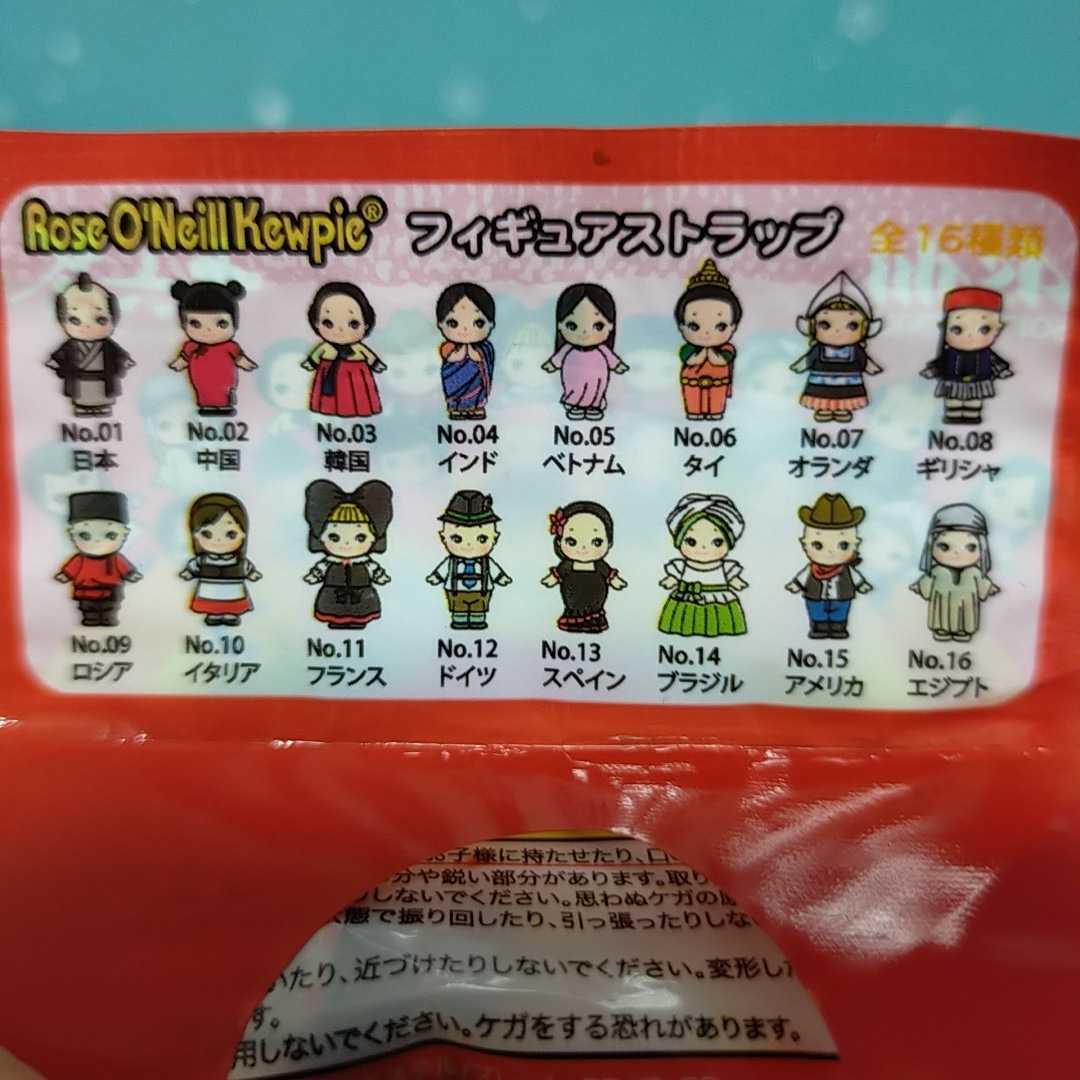 Rose O'Neill Kewpie® フィギュアストラップ 全16種類
No.01 No.02 No.03 No.04 No.05 No.06 No.07 No.08
日本 中国 韓国 インド ベトナム タイ オランダ ギリシャ
No.09 No.10 No.11 No.12 No.13 No.14 No.15 No.16
ロシア イタリア フランス ドイツ スペイン ブラジル アメリカ エジプト
子様に持たせたり、口
分や鋭い部分があります。取り
しないでください。思わぬケガの
態で振り回したり、引っ張ったりしな
いたり、近づけたりしないでください。変形し
す。
用しないでください。ケガをする恐れがあります。